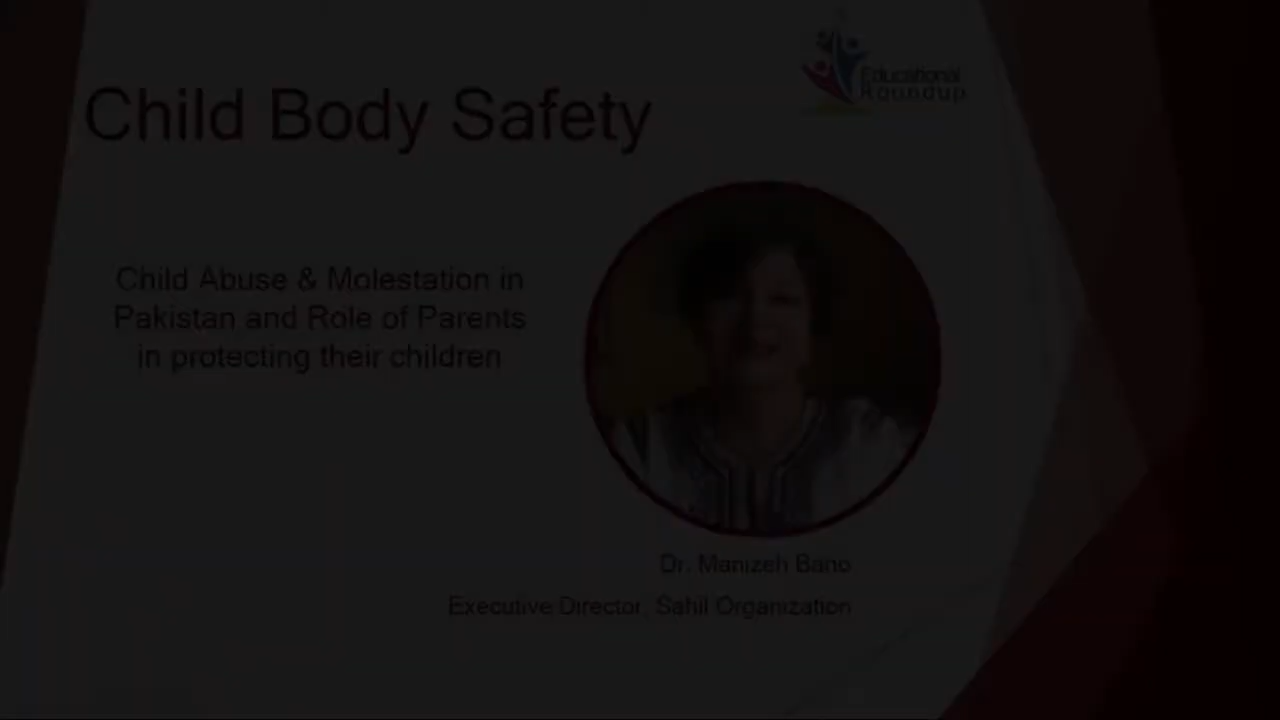 Educational
Roundup
Child Body Safety
Child Abuse & Molestation in
Pakistan and Role of Parents
in protecting their children
Dr. Manizeh Bano
Executive Director, Sahil Organization